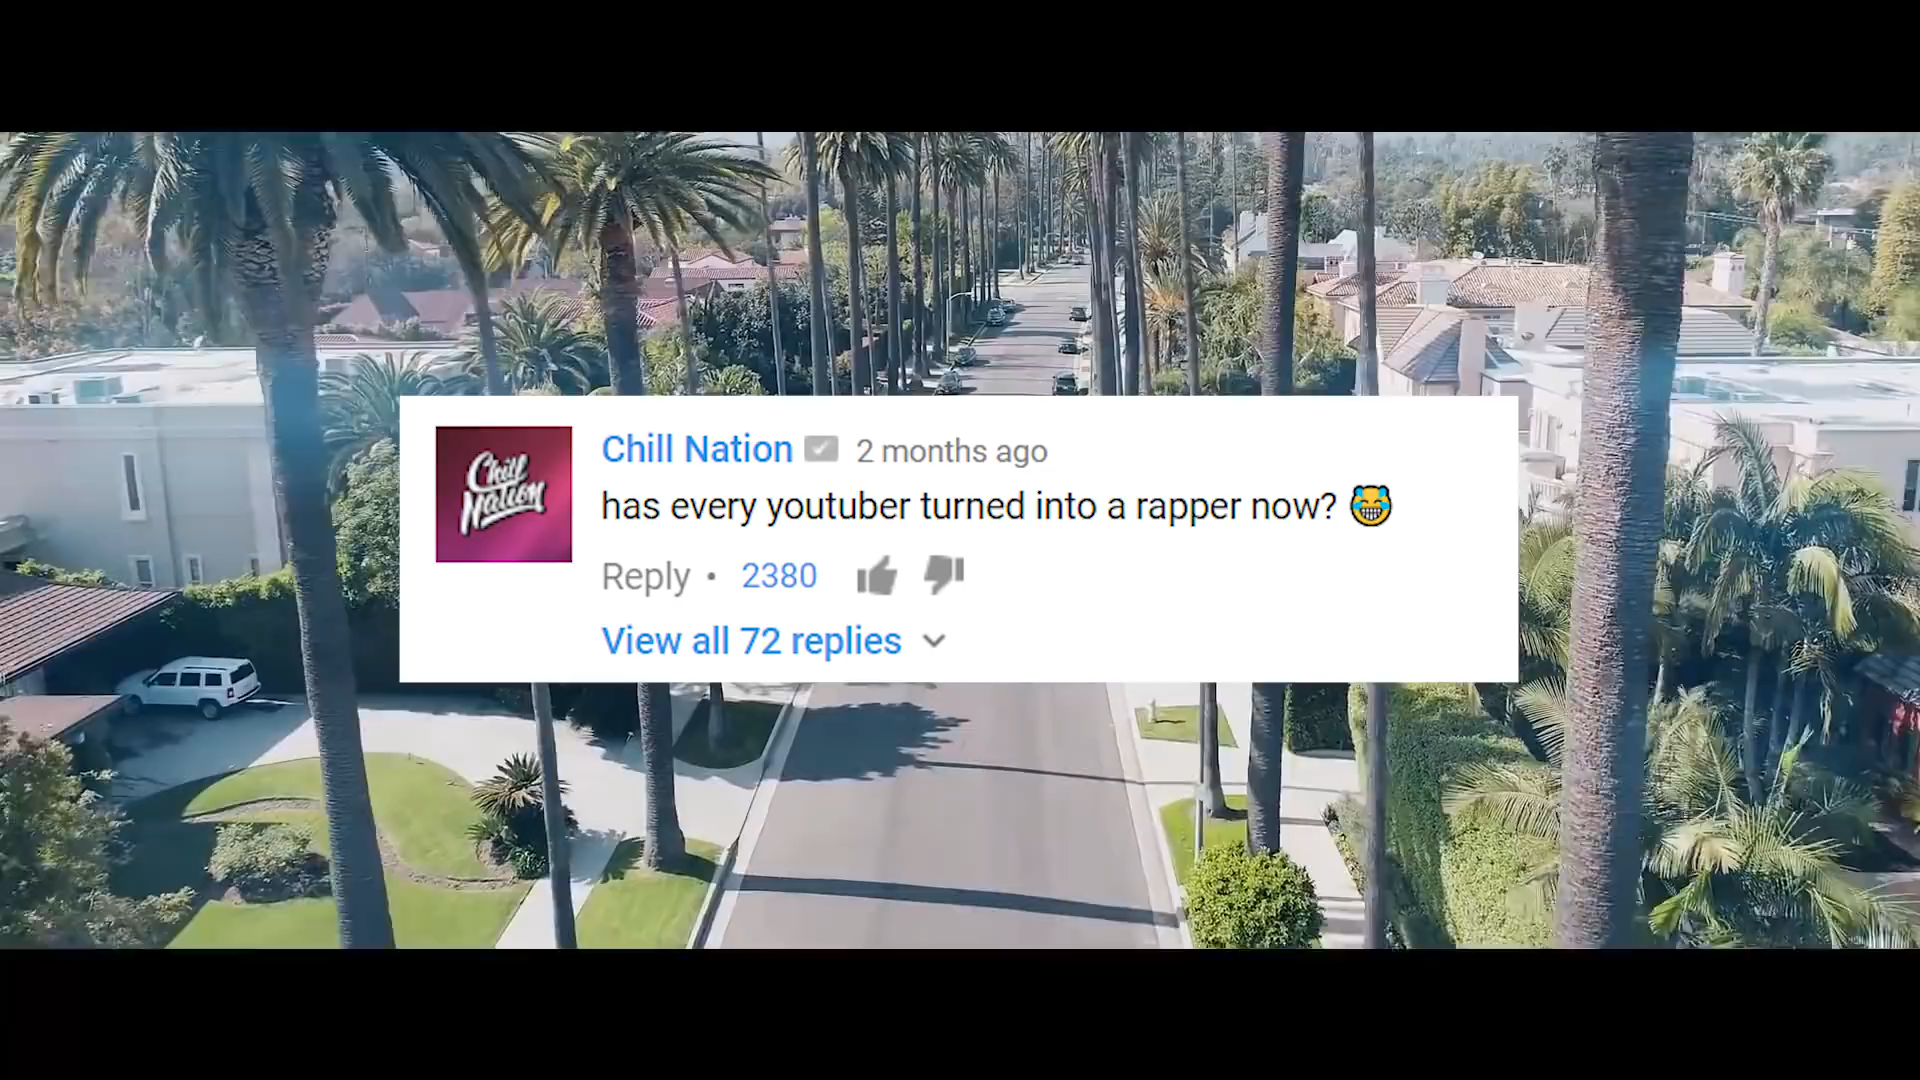 Chill
Nation
Chill Nation 2 months ago
has every youtuber turned into a rapper now? 😂
Reply • 2380
View all 72 replies